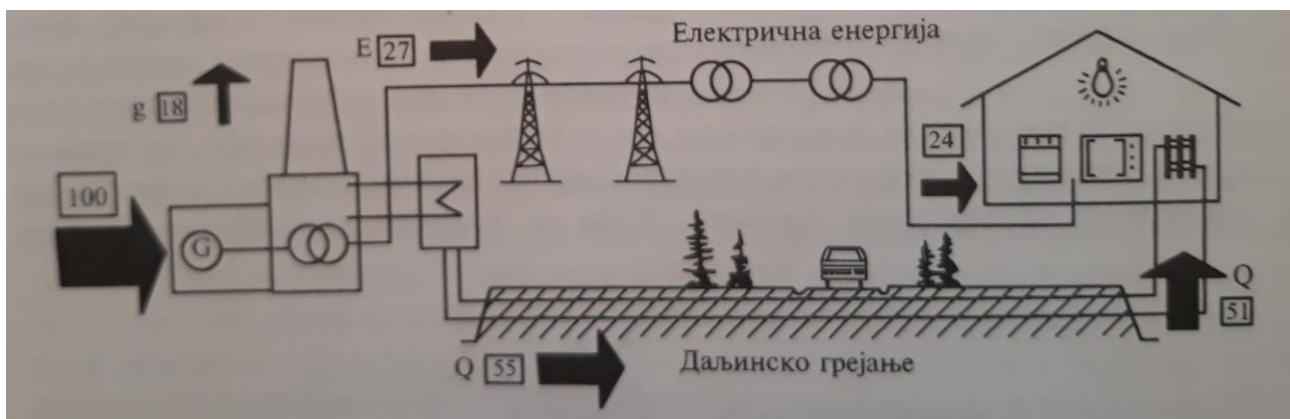 E 27
Електрична енергија
g 18
24
100
G
Q
51
Q 55
Даљинско грејање